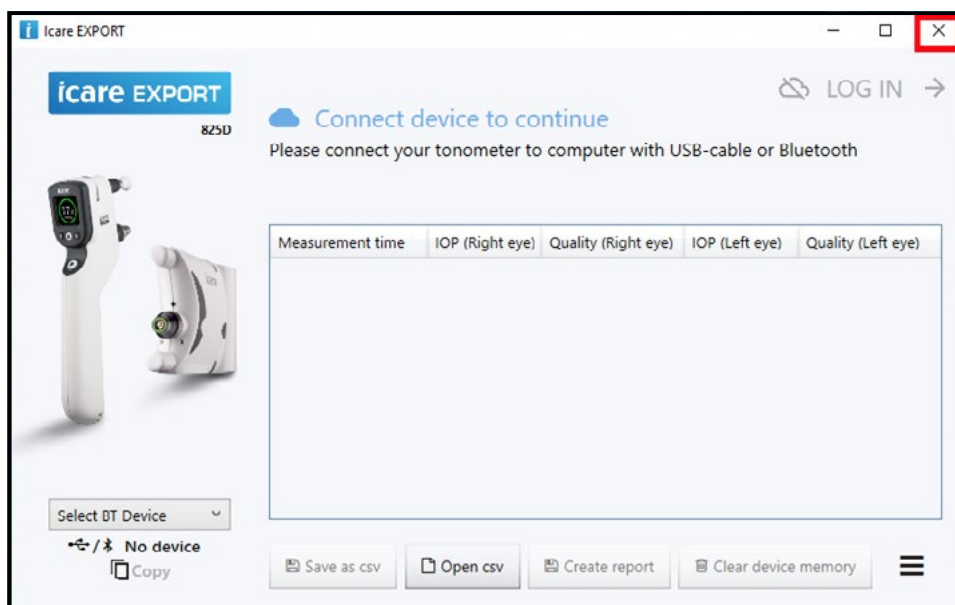 Icare EXPORT
icare EXPORT
825D
LOG IN
Connect device to continue
Please connect your tonometer to computer with USB-cable or Bluetooth
Measurement time IOP (Right eye) Quality (Right eye) IOP (Left eye) Quality (Left eye)
Select BT Device
/ No device
Copy
Save as csv Open csv Create report Clear device memory